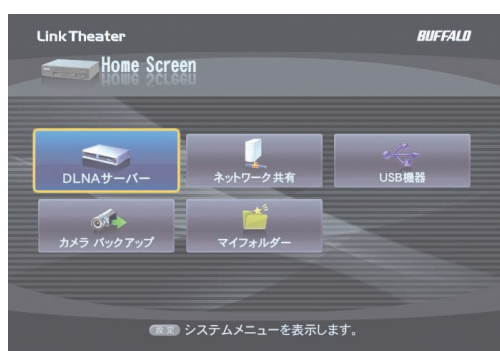 LinkTheater
BUFFALO
Home Screen
DLNAサーバー
ネットワーク共有
USB機器
カメラ バックアップ
マイフォルダー
設定 システムメニューを表示します。